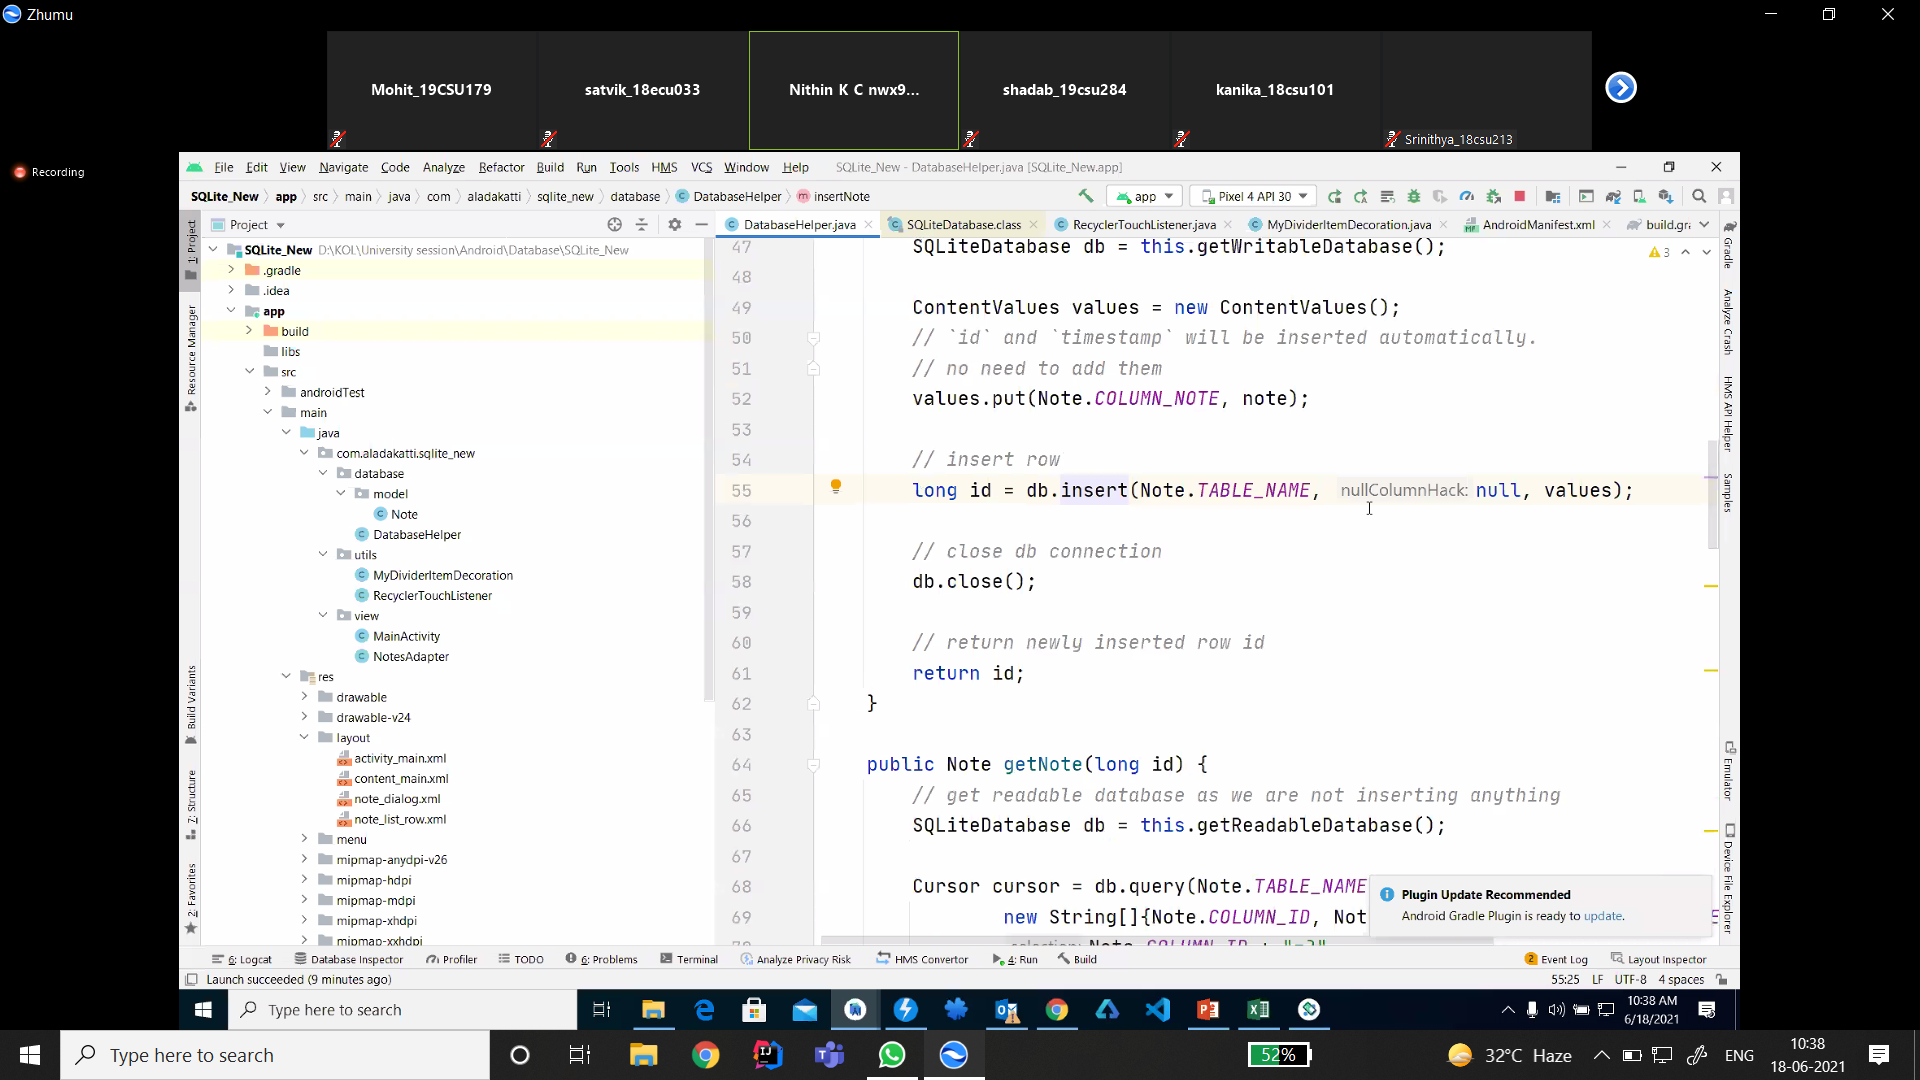 Zhumu
Mohit_19CSU179
satvik_18ecu033
Nithin K C nwx9...
shadab_19csu284
kanika_18csu101
Srinithya_18csu213
Recording
File Edit View Navigate Code Analyze Refactor Build Run Tools HMS VCS Window Help SQLite_New - DatabaseHelper.java [SQLite_New.app]
SQLite_New app src main java com aladakatti sqlite_new database DatabaseHelper insertNote app Pixel 4 API 30
Project DatabaseHelper.java SQLiteDatabase.class RecyclerTouchListener.java MyDividerItemDecoration.java AndroidManifest.xml build.gra
1: Project
Resource Manager
Build Variants
7: Structure
2: Favorites
SQLite_New D:\KOL\University session\Android\Database\SQLite_New
.gradle
.idea
app
build
libs
src
androidTest
main
java
com.aladakatti.sqlite_new
database
model
Note
DatabaseHelper
utils
MyDividerItemDecoration
RecyclerTouchListener
view
MainActivity
NotesAdapter
res
drawable
drawable-v24
layout
activity_main.xml
content_main.xml
note_dialog.xml
note_list_row.xml
menu
mipmap-anydpi-v26
mipmap-hdpi
mipmap-mdpi
mipmap-xhdpi
mipmap-xxhdpi
3
47 SQLiteDatabase db = this.getWritableDatabase();
48
49 ContentValues values = new ContentValues();
50 // `id` and `timestamp` will be inserted automatically.
51 // no need to add them
52 values.put(Note.COLUMN_NOTE, note);
53
54 // insert row
55 long id = db.insert(Note.TABLE_NAME, nullColumnHack: null, values);
56
57 // close db connection
58 db.close();
59
60 // return newly inserted row id
61 return id;
62 }
63
64 public Note getNote(long id) {
65 // get readable database as we are not inserting anything
66 SQLiteDatabase db = this.getReadableDatabase();
67
68 Cursor cursor = db.query(Note.TABLE_NAME
69 new String[]{Note.COLUMN_ID, Not
Plugin Update Recommended
Android Gradle Plugin is ready to update.
Gradle
Analyze Crash
HMS API Helper
Samples
Emulator
Device File Explorer
6: Logcat Database Inspector Profiler TODO 6: Problems Terminal Analyze Privacy Risk HMS Convertor 4: Run Build 2 Event Log Layout Inspector
Launch succeeded (9 minutes ago) 55:25 LF UTF-8 4 spaces
Type here to search
10:38 AM
6/18/2021
Type here to search
52%
32°C Haze
ENG
10:38
18-06-2021